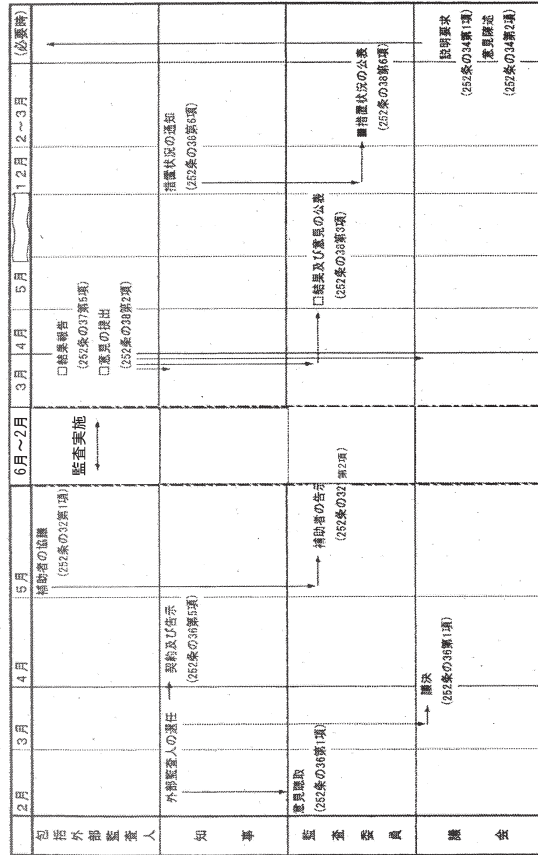 2月 3月 4月 5月 6月~2月 3月 4月 5月 12月 2~3月 (必要時)
包括外部監査人
補助者の協議
(252条の32第1項)
監査実施
□結果報告
(252条の37第5項)
□意見の提出
(252条の38第2項)
知事
外部監査人の選任
契約及び告示
(252条の36第5項)
措置状況の通知
(252条の36第6項)
監査委員
意見聴取
(252条の36第1項)
補助者の告示
(252条の32第2項)
□結果及び意見の公表
(252条の38第3項)
■措置状況の公表
(252条の38第6項)
議会
議決
(252条の36第1項)
説明要求
(252条の34第1項)
意見陳述
(252条の34第2項)